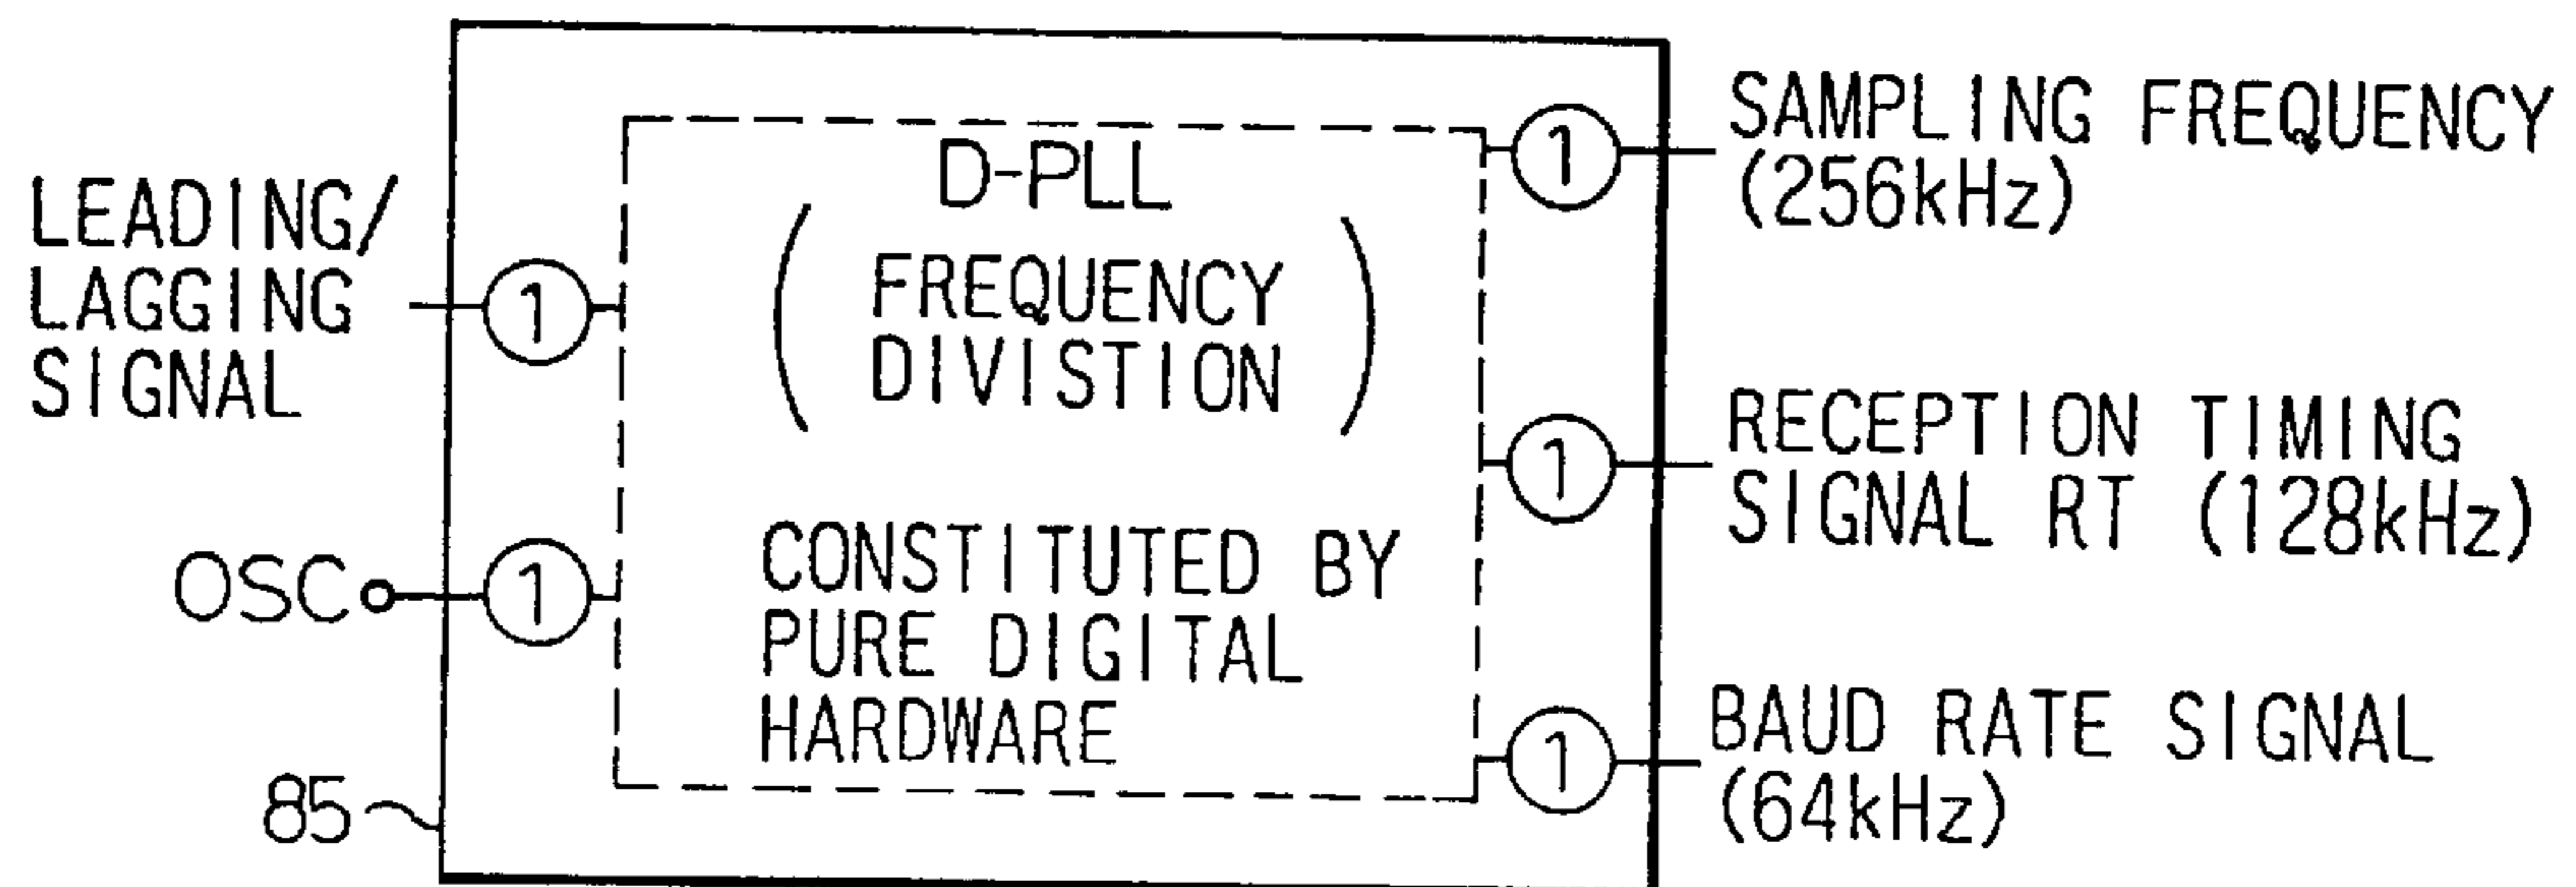 LEADING/
LAGGING
SIGNAL
1
OSC
1
85
D-PLL
( FREQUENCY
DIVISTION )
CONSTITUTED BY
PURE DIGITAL
HARDWARE
1
SAMPLING FREQUENCY
(256kHz)
1
RECEPTION TIMING
SIGNAL RT (128kHz)
1
BAUD RATE SIGNAL
(64kHz)